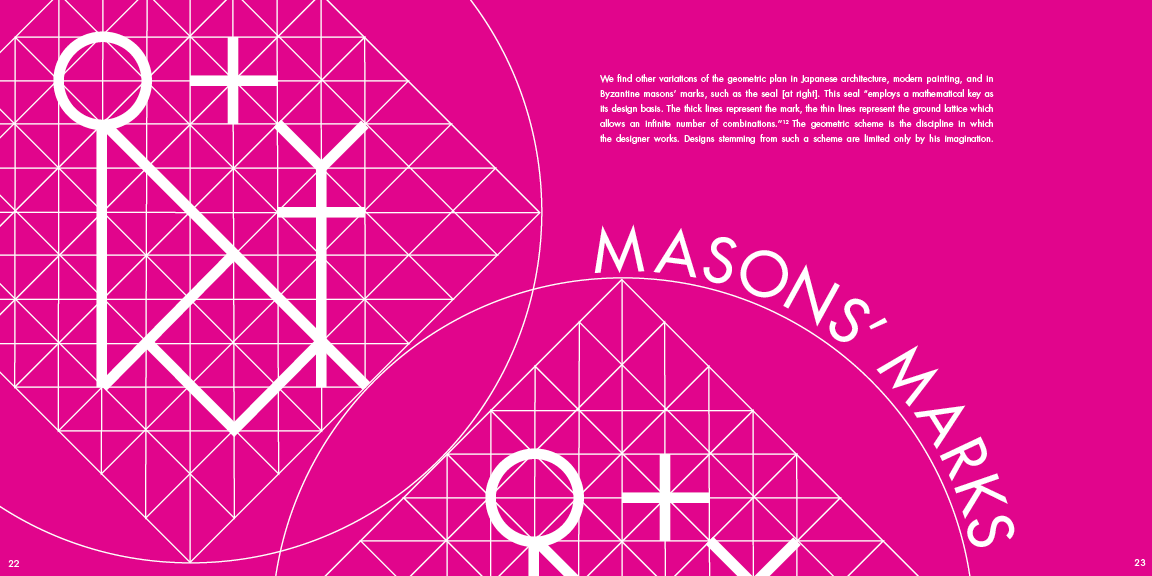 We find other variations of the geometric plan in Japanese architecture, modern painting, and in
Byzantine masons’ marks, such as the seal [at right]. This seal “employs a mathematical key as
its design basis. The thick lines represent the mark, the thin lines represent the ground lattice which
allows an infinite number of combinations.”12 The geometric scheme is the discipline in which
the designer works. Designs stemming from such a scheme are limited only by his imagination.
MASONS’ MARKS
22
23